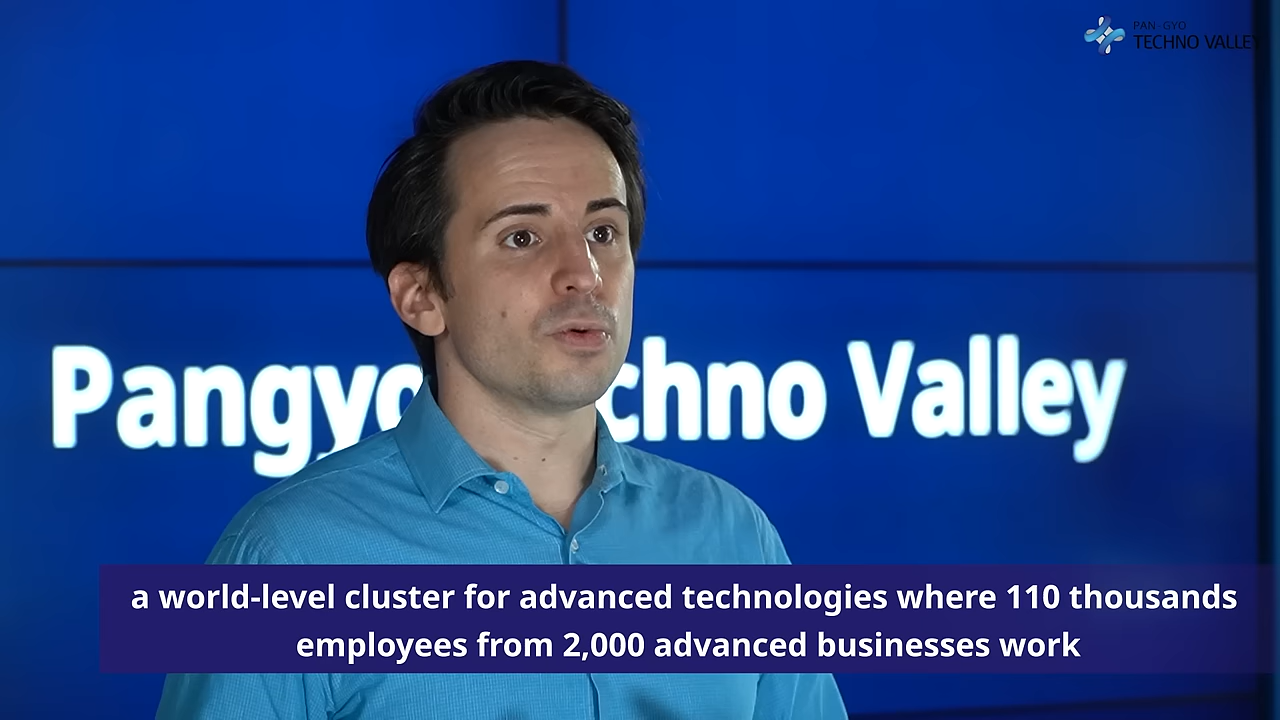 PAN GYO
TECHNO VALLEY
Pangyo chno Valley
a world-level cluster for advanced technologies where 110 thousands
employees from 2,000 advanced businesses work